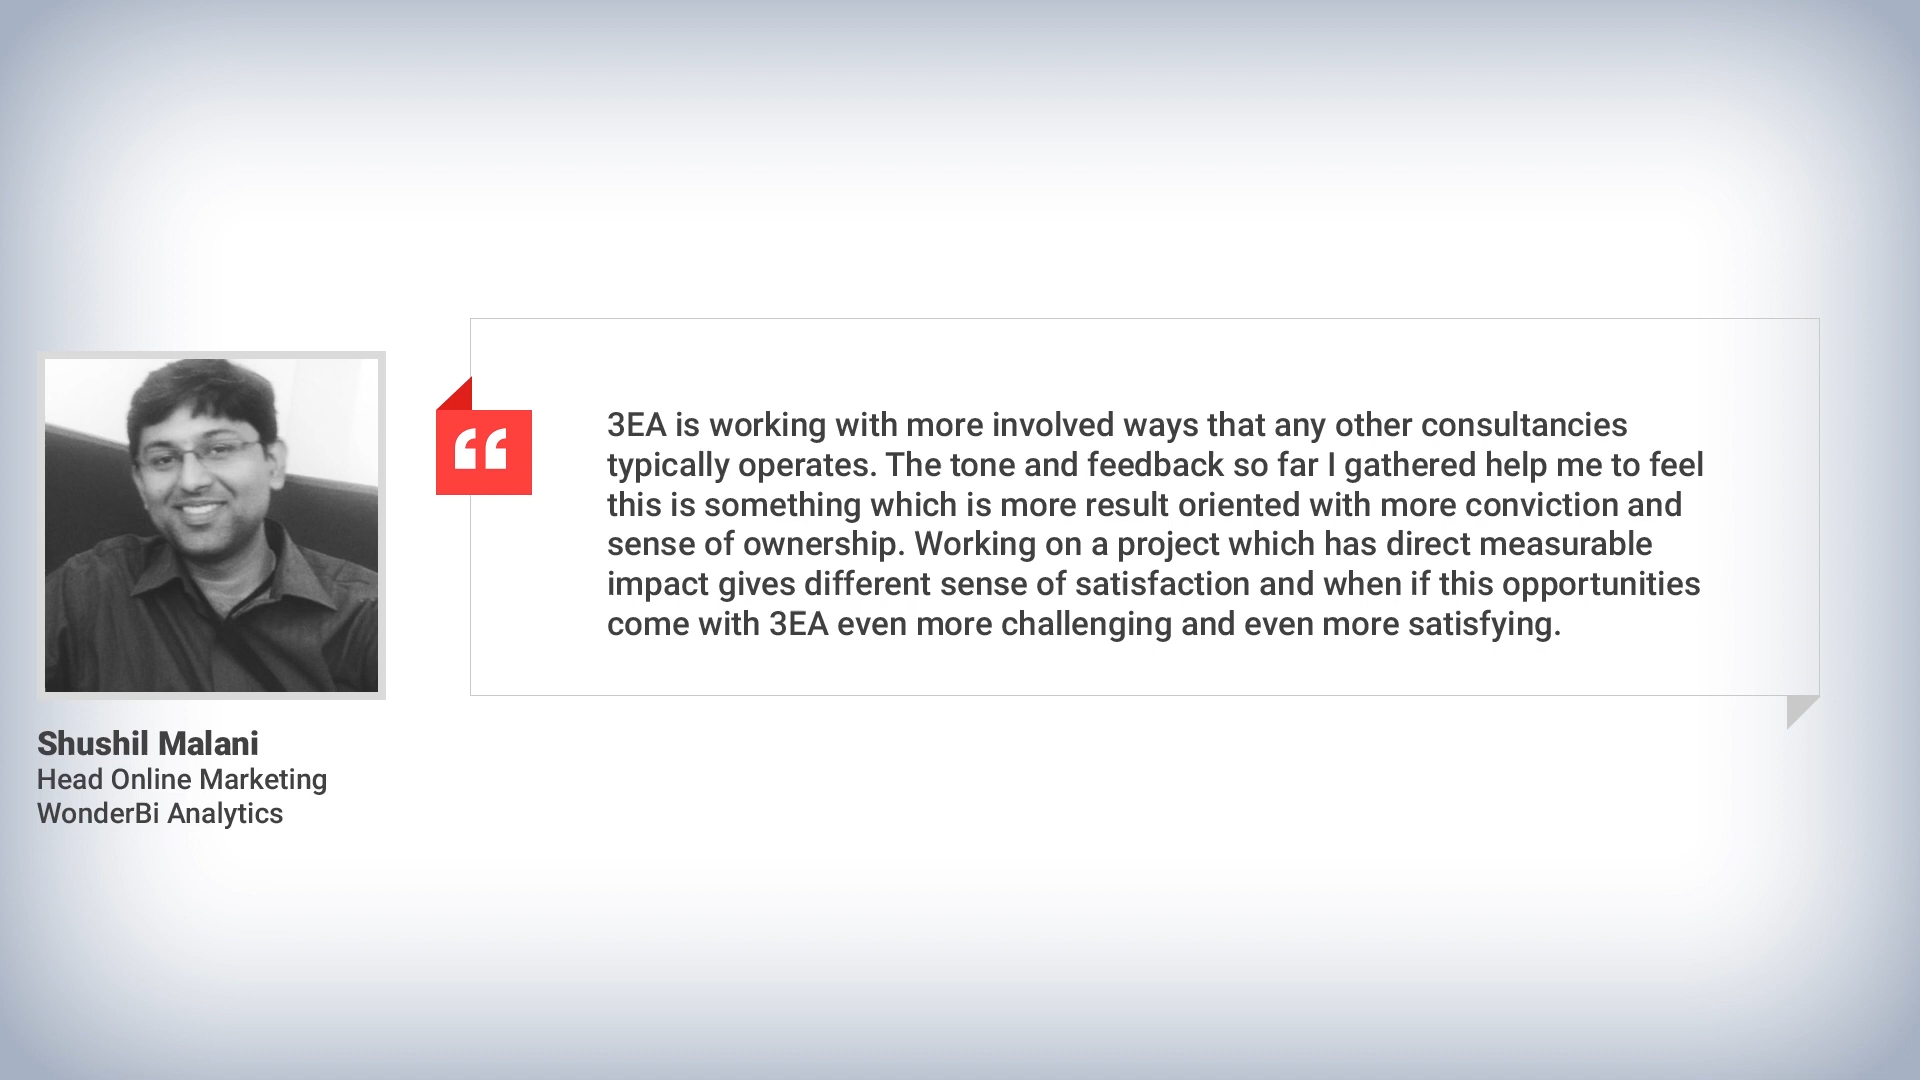 3EA is working with more involved ways that any other consultancies
typically operates. The tone and feedback so far I gathered help me to feel
this is something which is more result oriented with more conviction and
sense of ownership. Working on a project which has direct measurable
impact gives different sense of satisfaction and when if this opportunities
come with 3EA even more challenging and even more satisfying.
Shushil Malani
Head Online Marketing
WonderBi Analytics